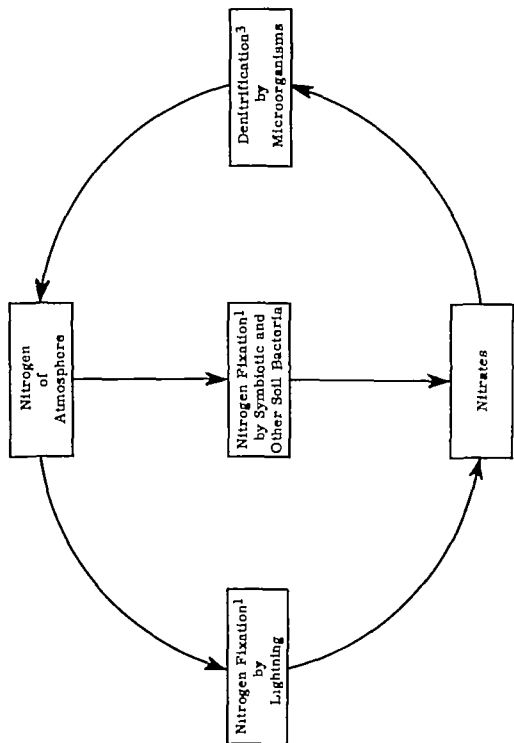 Nitrogen
of
Atmosphere
Nitrogen Fixation¹
by
Lightning
Nitrogen Fixation¹
by Symbiotic and
Other Soil Bacteria
Denitrification³
by
Microorganisms
Nitrates